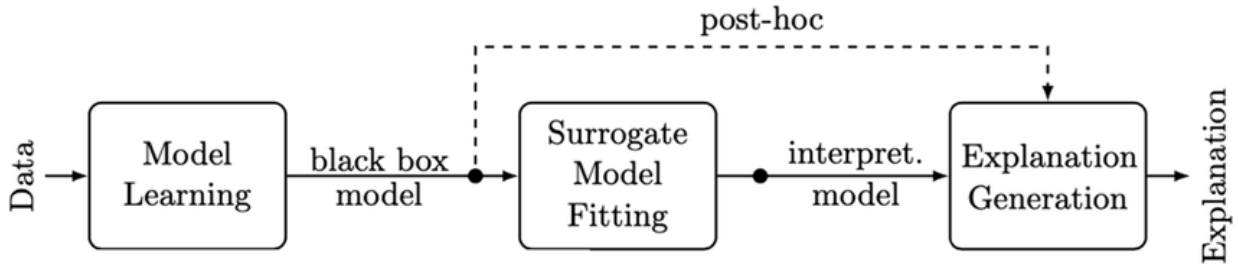 post-hoc
Data
Model
Learning
black box
model
Surrogate
Model
Fitting
interpret.
model
Explanation
Generation
Explanation